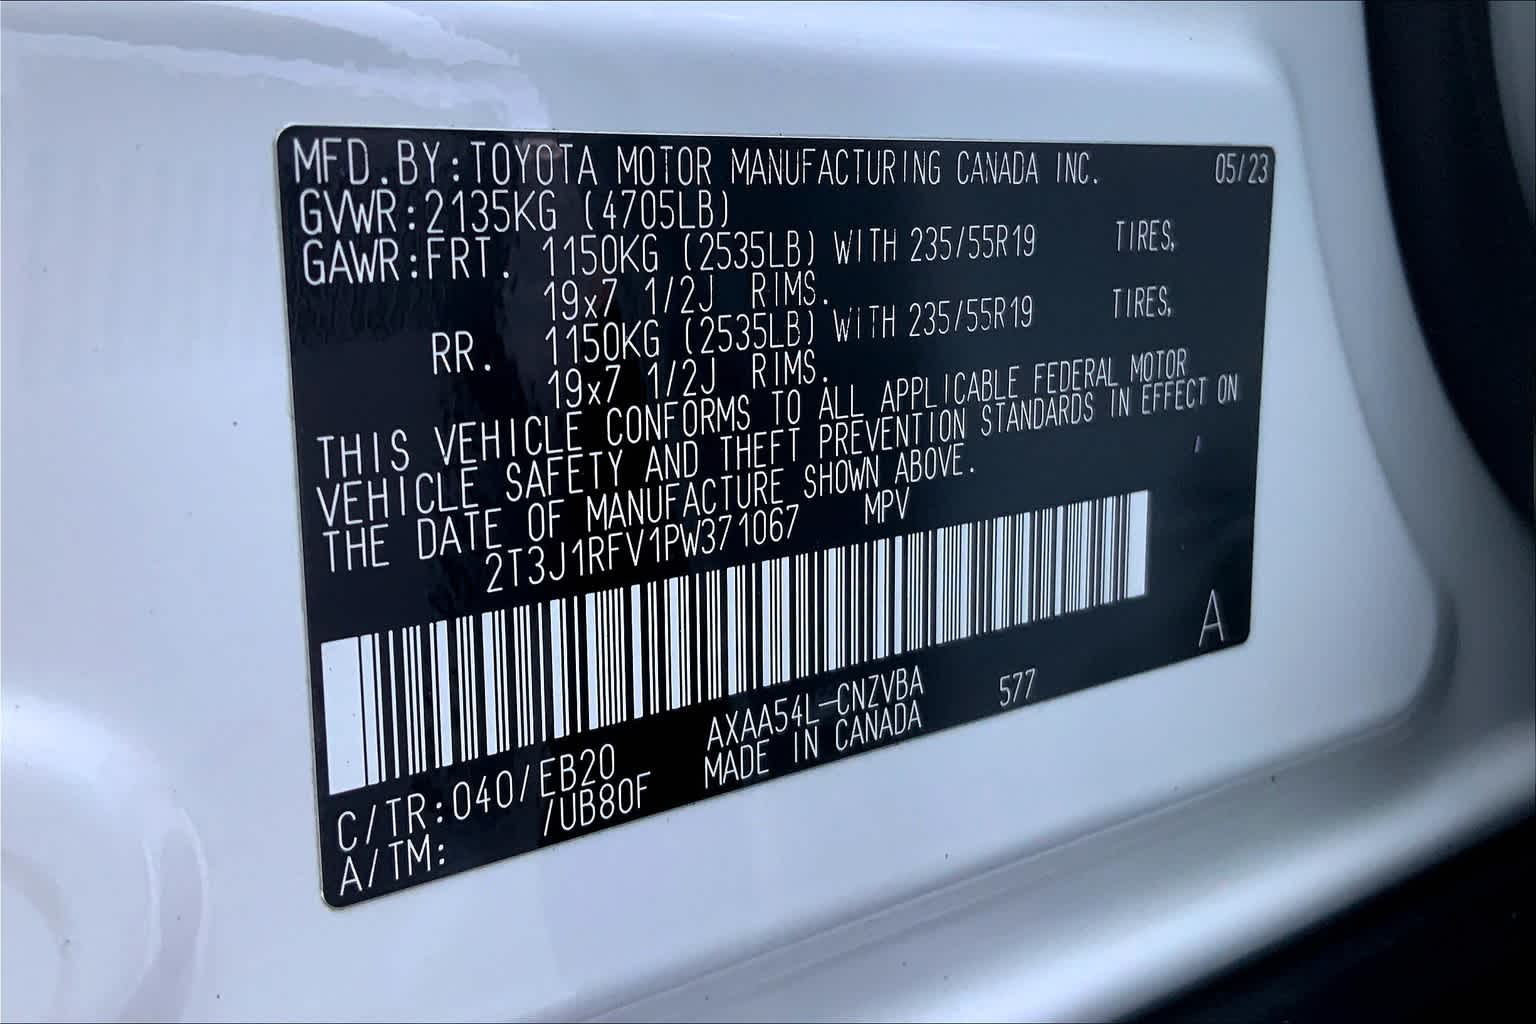 MFD.BY:TOYOTA MOTOR MANUFACTURING CANADA INC. 05/23
GVWR:2135KG (4705LB)
GAWR:FRT. 1150KG (2535LB) WITH 235/55R19 TIRES,
19x7 1/2J RIMS.
RR. 1150KG (2535LB) WITH 235/55R19 TIRES,
19x7 1/2J RIMS.
THIS VEHICLE CONFORMS TO ALL APPLICABLE FEDERAL MOTOR
VEHICLE SAFETY AND THEFT PREVENTION STANDARDS IN EFFECT ON
THE DATE OF MANUFACTURE SHOWN ABOVE.
2T3J1RFV1PW371067 MPV
A
C/TR:040/EB20 AXAA54L-CNZVBA 577
A/TM: /UB80F MADE IN CANADA